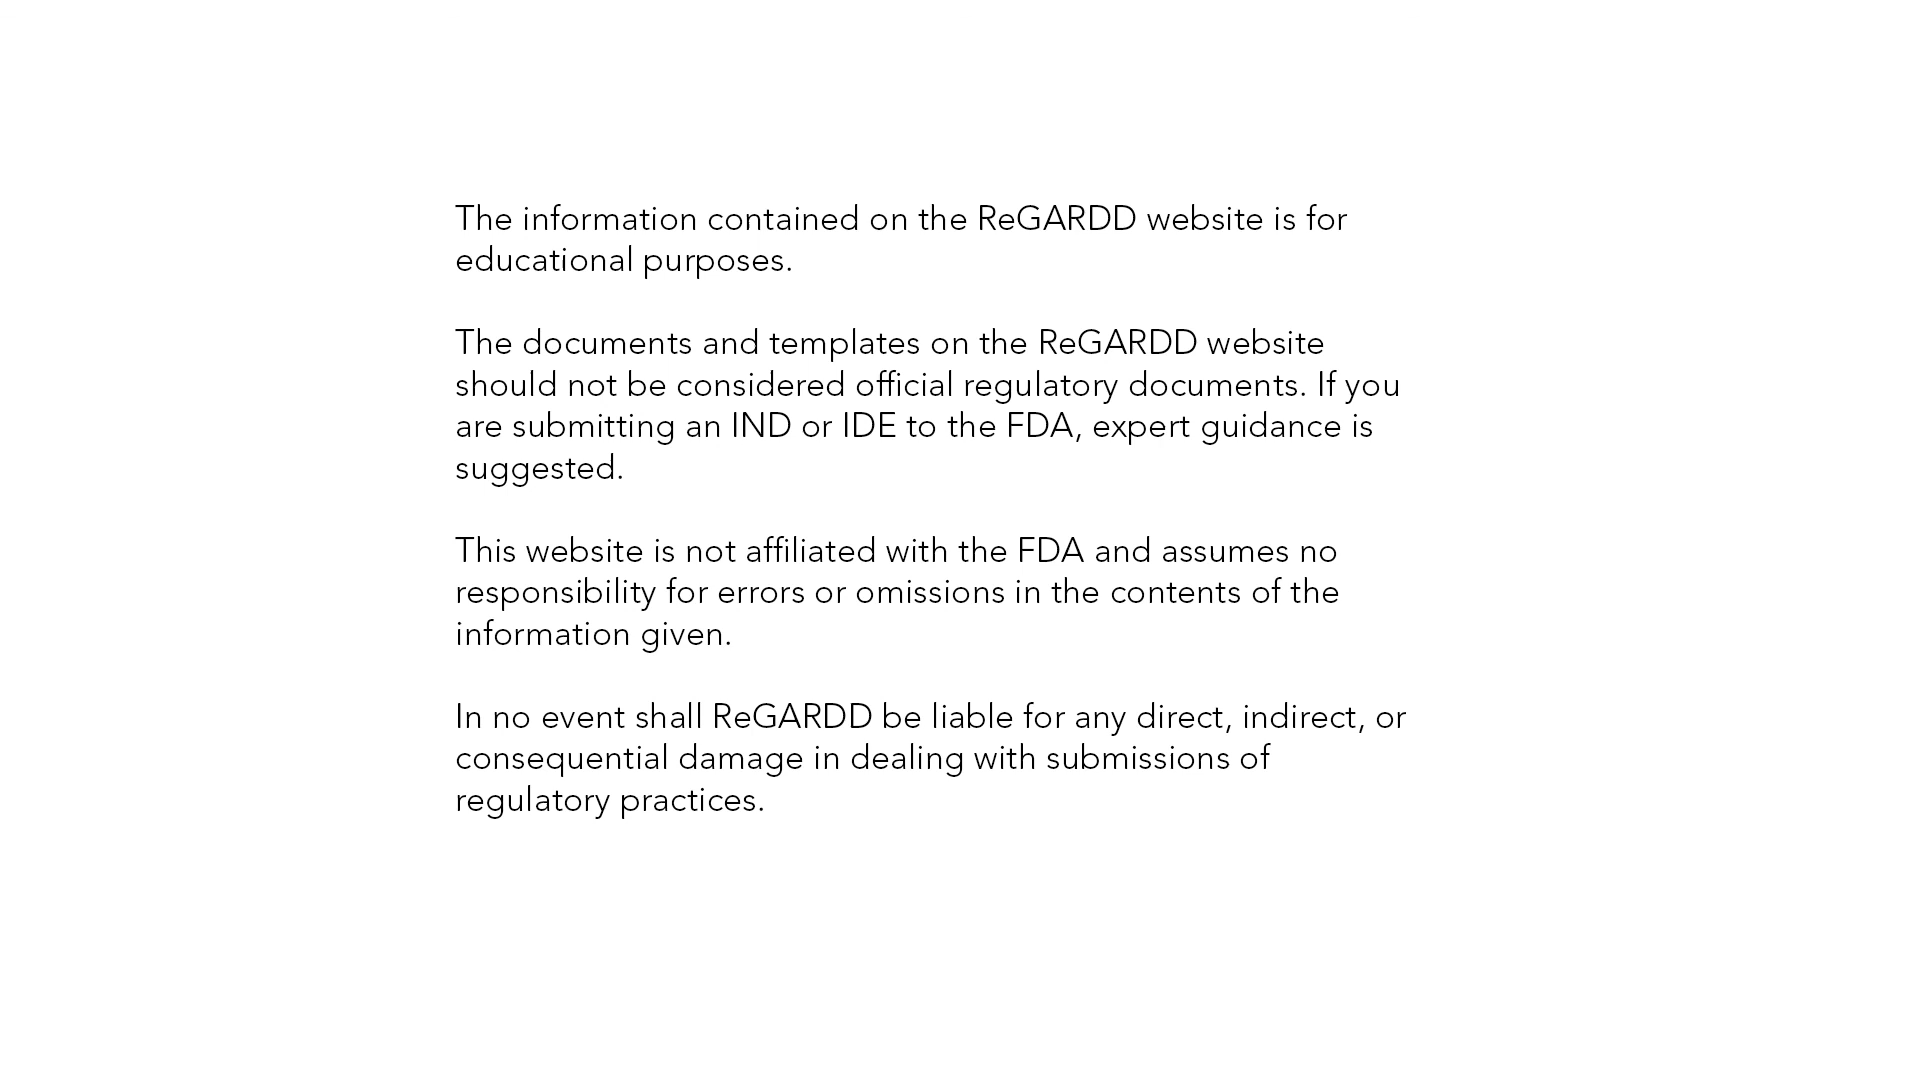 The information contained on the ReGARDD website is for
educational purposes.
The documents and templates on the ReGARDD website
should not be considered official regulatory documents. If you
are submitting an IND or IDE to the FDA, expert guidance is
suggested.
This website is not affiliated with the FDA and assumes no
responsibility for errors or omissions in the contents of the
information given.
In no event shall ReGARDD be liable for any direct, indirect, or
consequential damage in dealing with submissions of
regulatory practices.